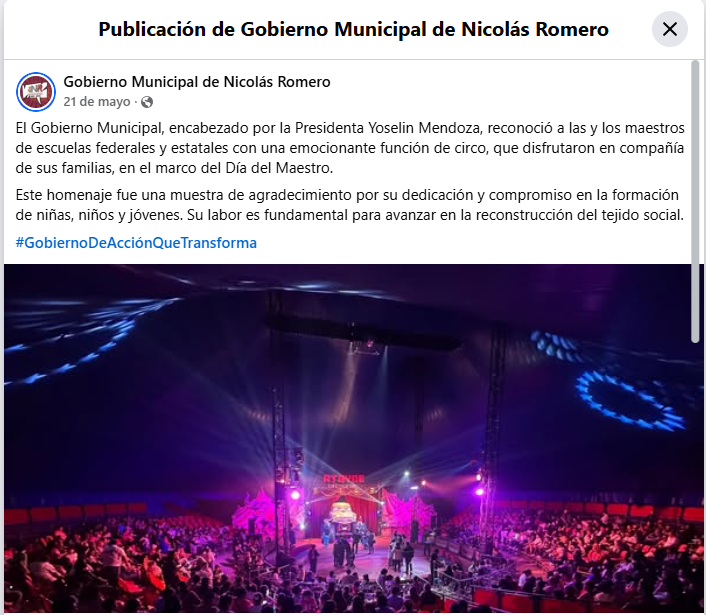 Publicación de Gobierno Municipal de Nicolás Romero
Gobierno Municipal de Nicolás Romero
21 de mayo ·
El Gobierno Municipal, encabezado por la Presidenta Yoselin Mendoza, reconoció a las y los maestros
de escuelas federales y estatales con una emocionante función de circo, que disfrutaron en compañía
de sus familias, en el marco del Día del Maestro.
Este homenaje fue una muestra de agradecimiento por su dedicación y compromiso en la formación
de niñas, niños y jóvenes. Su labor es fundamental para avanzar en la reconstrucción del tejido social.
#GobiernoDeAcciónQueTransforma